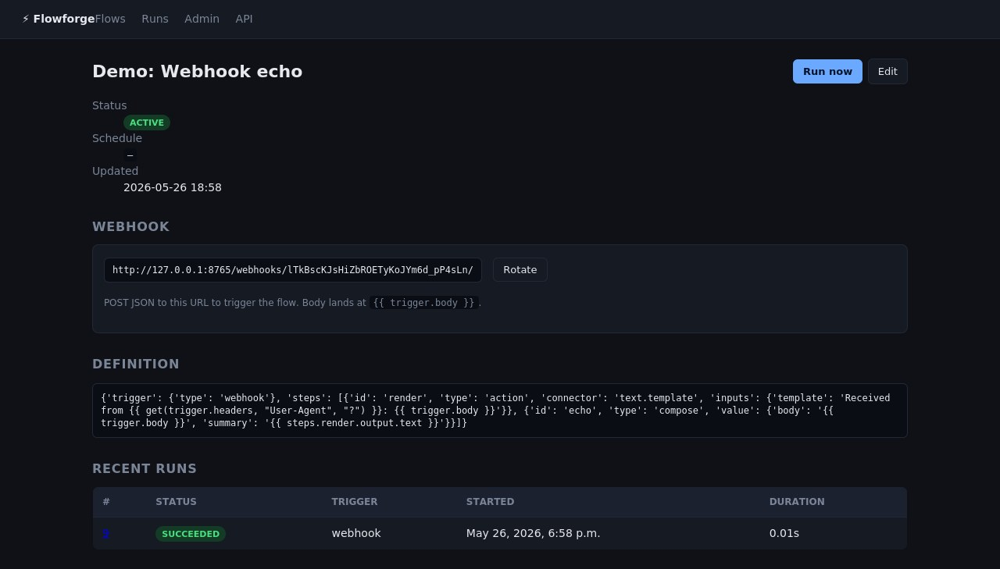 ⚡ Flowforge Flows Runs Admin API
Demo: Webhook echo
Run now Edit
Status
ACTIVE
Schedule
—
Updated
2026-05-26 18:58
WEBHOOK
http://127.0.0.1:8765/webhooks/lTkBscKJsHiZbROETyKoJYm6d_pP4sLn/ Rotate
POST JSON to this URL to trigger the flow. Body lands at {{ trigger.body }}.
DEFINITION
{'trigger': {'type': 'webhook'}, 'steps': [{'id': 'render', 'type': 'action', 'connector': 'text.template', 'inputs': {'template': 'Received
from {{ get(trigger.headers, "User-Agent", "?") }}: {{ trigger.body }}'}}, {'id': 'echo', 'type': 'compose', 'value': {'body': '{{
trigger.body }}', 'summary': '{{ steps.render.output.text }}'}}]}
RECENT RUNS
# STATUS TRIGGER STARTED DURATION
SUCCEEDED webhook May 26, 2026, 6:58 p.m. 0.01s